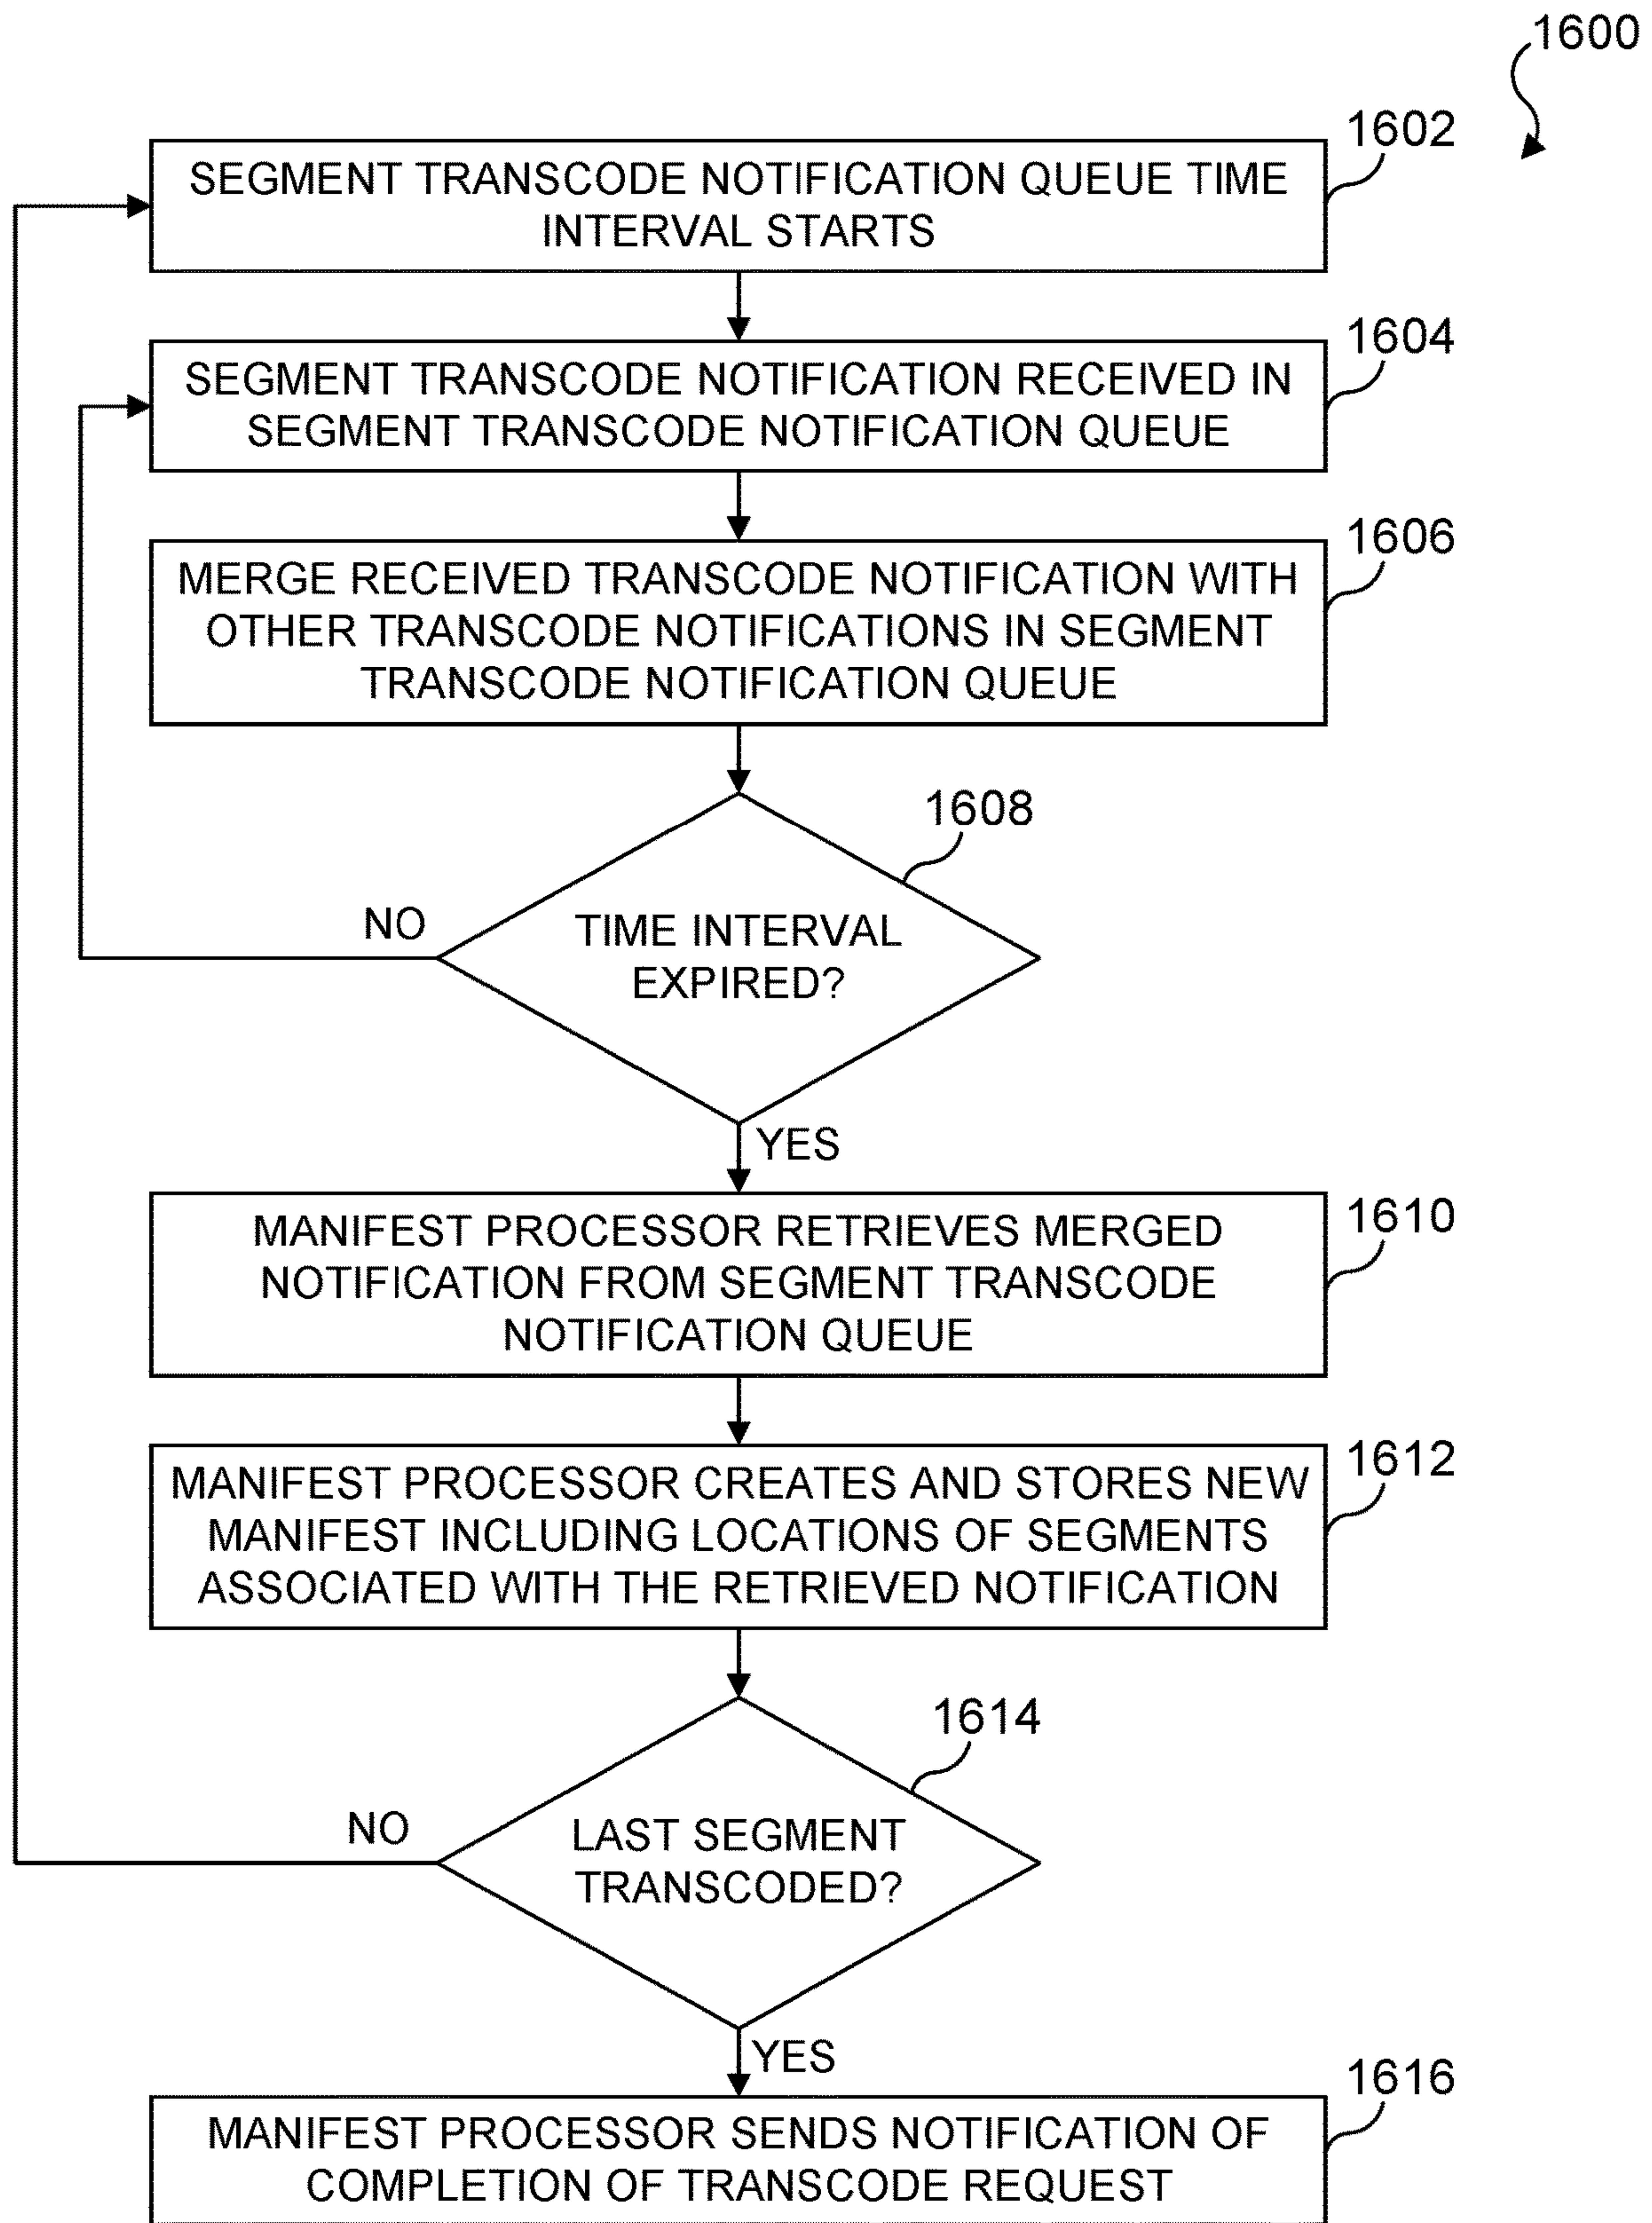 1600
1602
SEGMENT TRANSCODE NOTIFICATION QUEUE TIME
INTERVAL STARTS
1604
SEGMENT TRANSCODE NOTIFICATION RECEIVED IN
SEGMENT TRANSCODE NOTIFICATION QUEUE
1606
MERGE RECEIVED TRANSCODE NOTIFICATION WITH
OTHER TRANSCODE NOTIFICATIONS IN SEGMENT
TRANSCODE NOTIFICATION QUEUE
1608
NO
TIME INTERVAL
EXPIRED?
YES
1610
MANIFEST PROCESSOR RETRIEVES MERGED
NOTIFICATION FROM SEGMENT TRANSCODE
NOTIFICATION QUEUE
1612
MANIFEST PROCESSOR CREATES AND STORES NEW
MANIFEST INCLUDING LOCATIONS OF SEGMENTS
ASSOCIATED WITH THE RETRIEVED NOTIFICATION
1614
NO
LAST SEGMENT
TRANSCODED?
YES
1616
MANIFEST PROCESSOR SENDS NOTIFICATION OF
COMPLETION OF TRANSCODE REQUEST